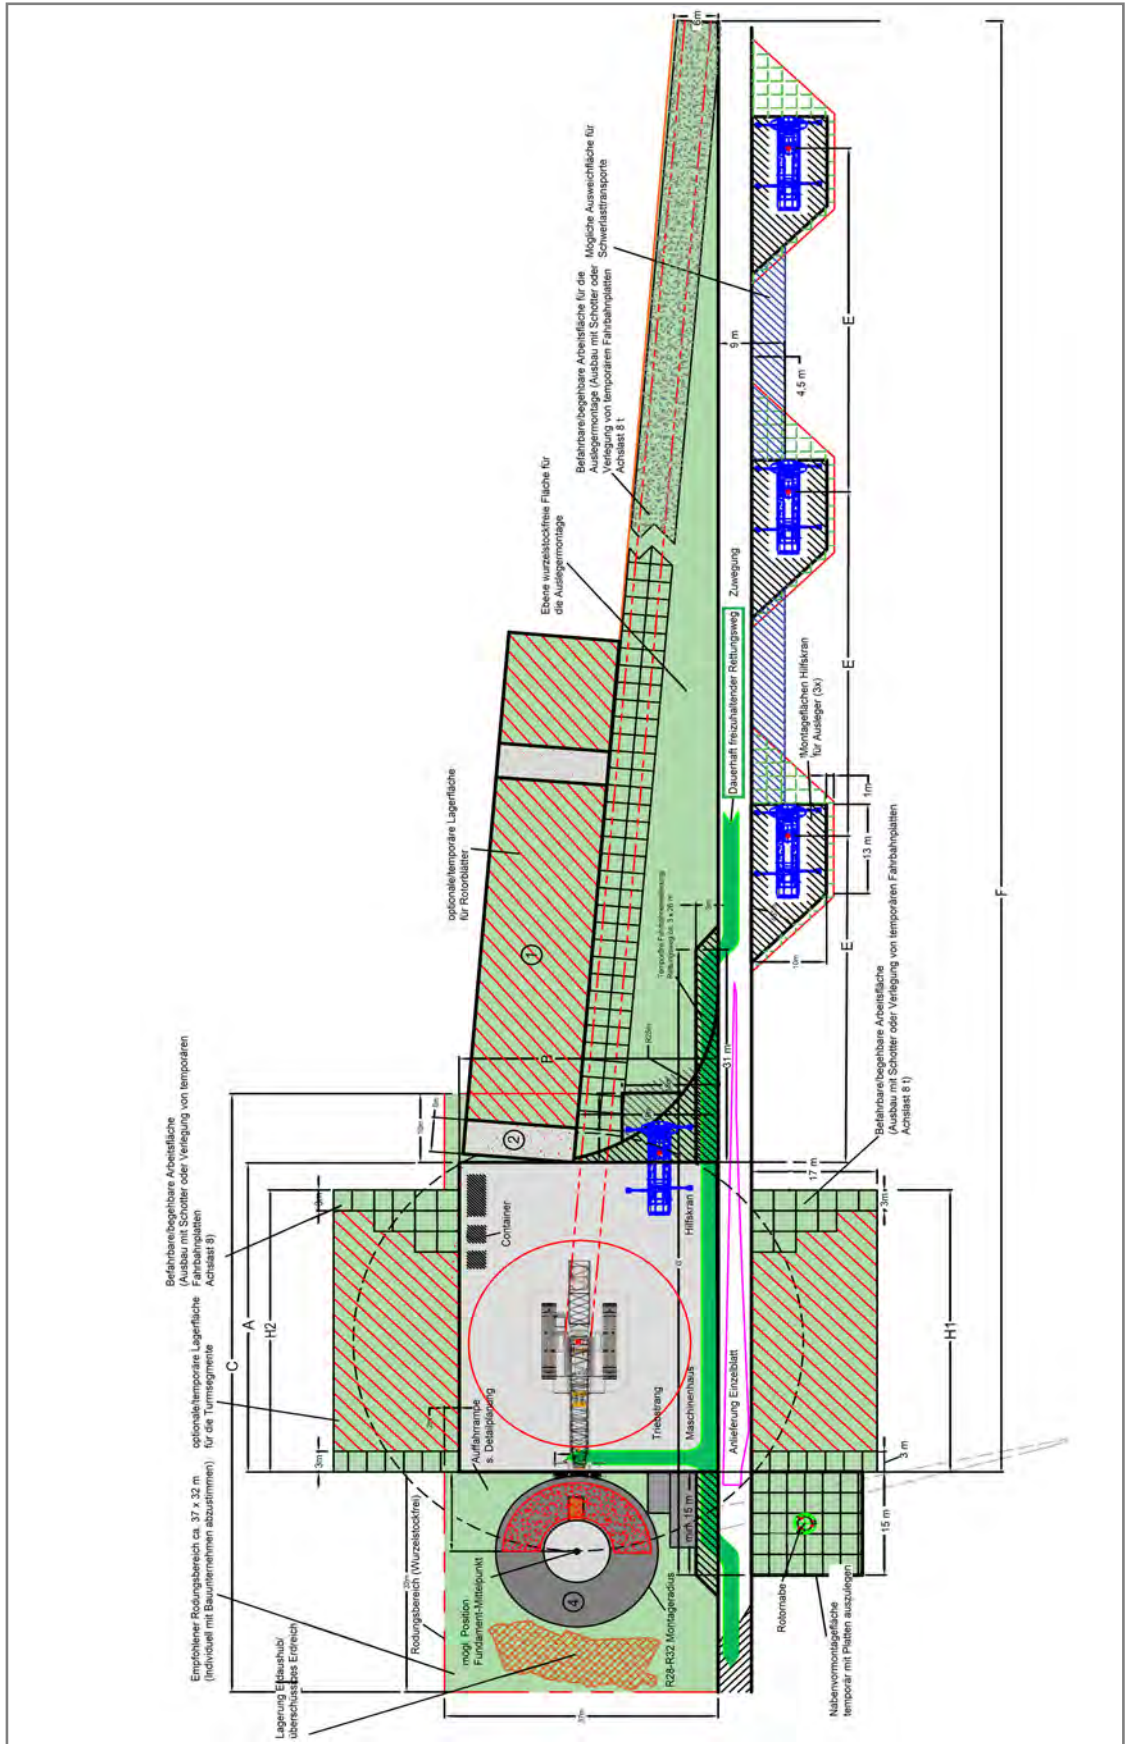 6m
Mögliche Ausweichfläche für
Schwerlasttransporte
Befahrbare/begehbare Arbeitsfläche für die
Auslegermontage (Ausbau mit Schotter oder
Verlegung von temporären Fahrbahnplatten
Achslast 8 t
Ebene wurzelstockfreie Fläche für
die Auslegermontage
9 m
4,5 m
E
E
E
F
Zuwegung
Dauerhaft freizuhaltender Rettungsweg
Montageflächen Hilfskran
für Ausleger (3x)
1m
13 m
10m
optionale/temporäre Lagerfläche
für Rotorblätter
1
2
B
R25m
31 m
Befahrbare/begehbare Arbeitsfläche
(Ausbau mit Schotter oder Verlegung von temporären Fahrbahnplatten
Achslast 8 t)
Befahrbare/begehbare Arbeitsfläche
(Ausbau mit Schotter oder Verlegung von temporären
Fahrbahnplatten
Achslast 8)
optionale/temporäre Lagerfläche
für die Turmsegmente
Empfohlener Rodungsbereich ca. 37 x 32 m
(Individuell mit Bauunternehmen abzustimmen)
C
A
H2
3m
3m
Container
Hilfskran
17 m
3m
H1
3 m
15 m
Auffahrrampe
s. Detailplanung
Triebstrang
Maschinenhaus
Anlieferung Einzelblatt
min. 15 m
Rodungsbereich (Wurzelstockfrei)
mögl. Position
Fundament-Mittelpunkt
4
R28-R32 Montageradius
Lagerung Erdaushub/
überschüssiges Erdreich
Rotornabe
Nabenvormontagefläche
temporär mit Platten auszulegen